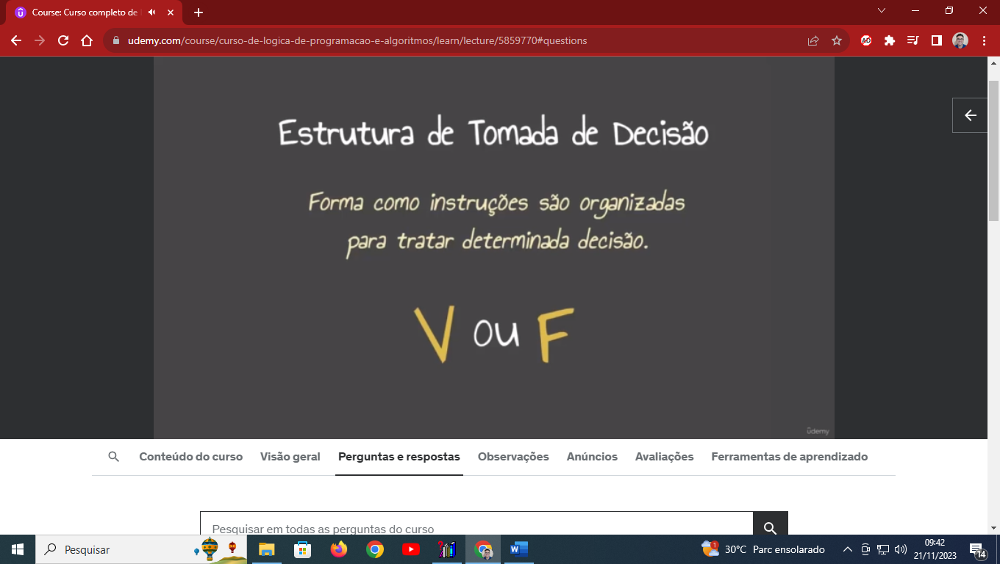 Course: Curso completo de
udemy.com/course/curso-de-logica-de-programacao-e-algoritmos/learn/lecture/5859770#questions
Estrutura de Tomada de Decisão
Forma como instruções são organizadas
para tratar determinada decisão.
V ou F
ûdemy
Conteúdo do curso Visão geral Perguntas e respostas Observações Anúncios Avaliações Ferramentas de aprendizado
Pesquisar em todas as perguntas do curso
Pesquisar 1 30°C Parc ensolarado 09:42
21/11/2023 14